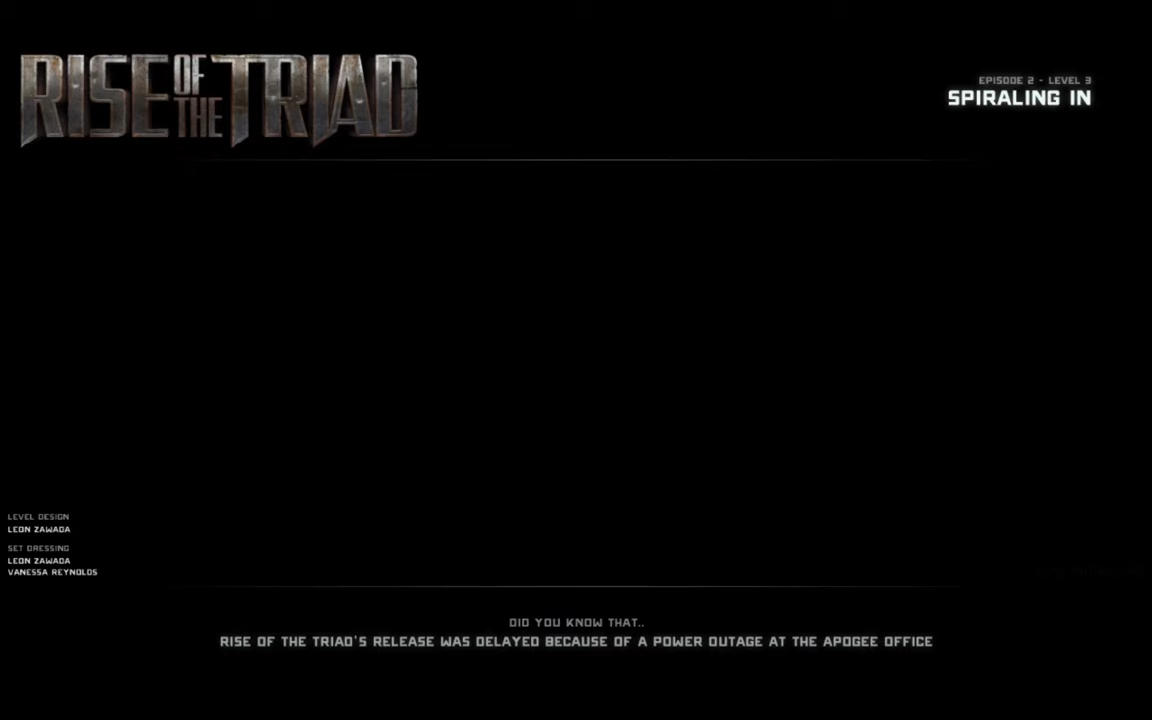 RISE OF THE TRIAD
EPISODE 2 - LEVEL 3
SPIRALING IN
LEVEL DESIGN
LEON ZAWADA
SET DRESSING
LEON ZAWADA
VANESSA REYNOLDS
DID YOU KNOW THAT..
RISE OF THE TRIAD'S RELEASE WAS DELAYED BECAUSE OF A POWER OUTAGE AT THE APOGEE OFFICE